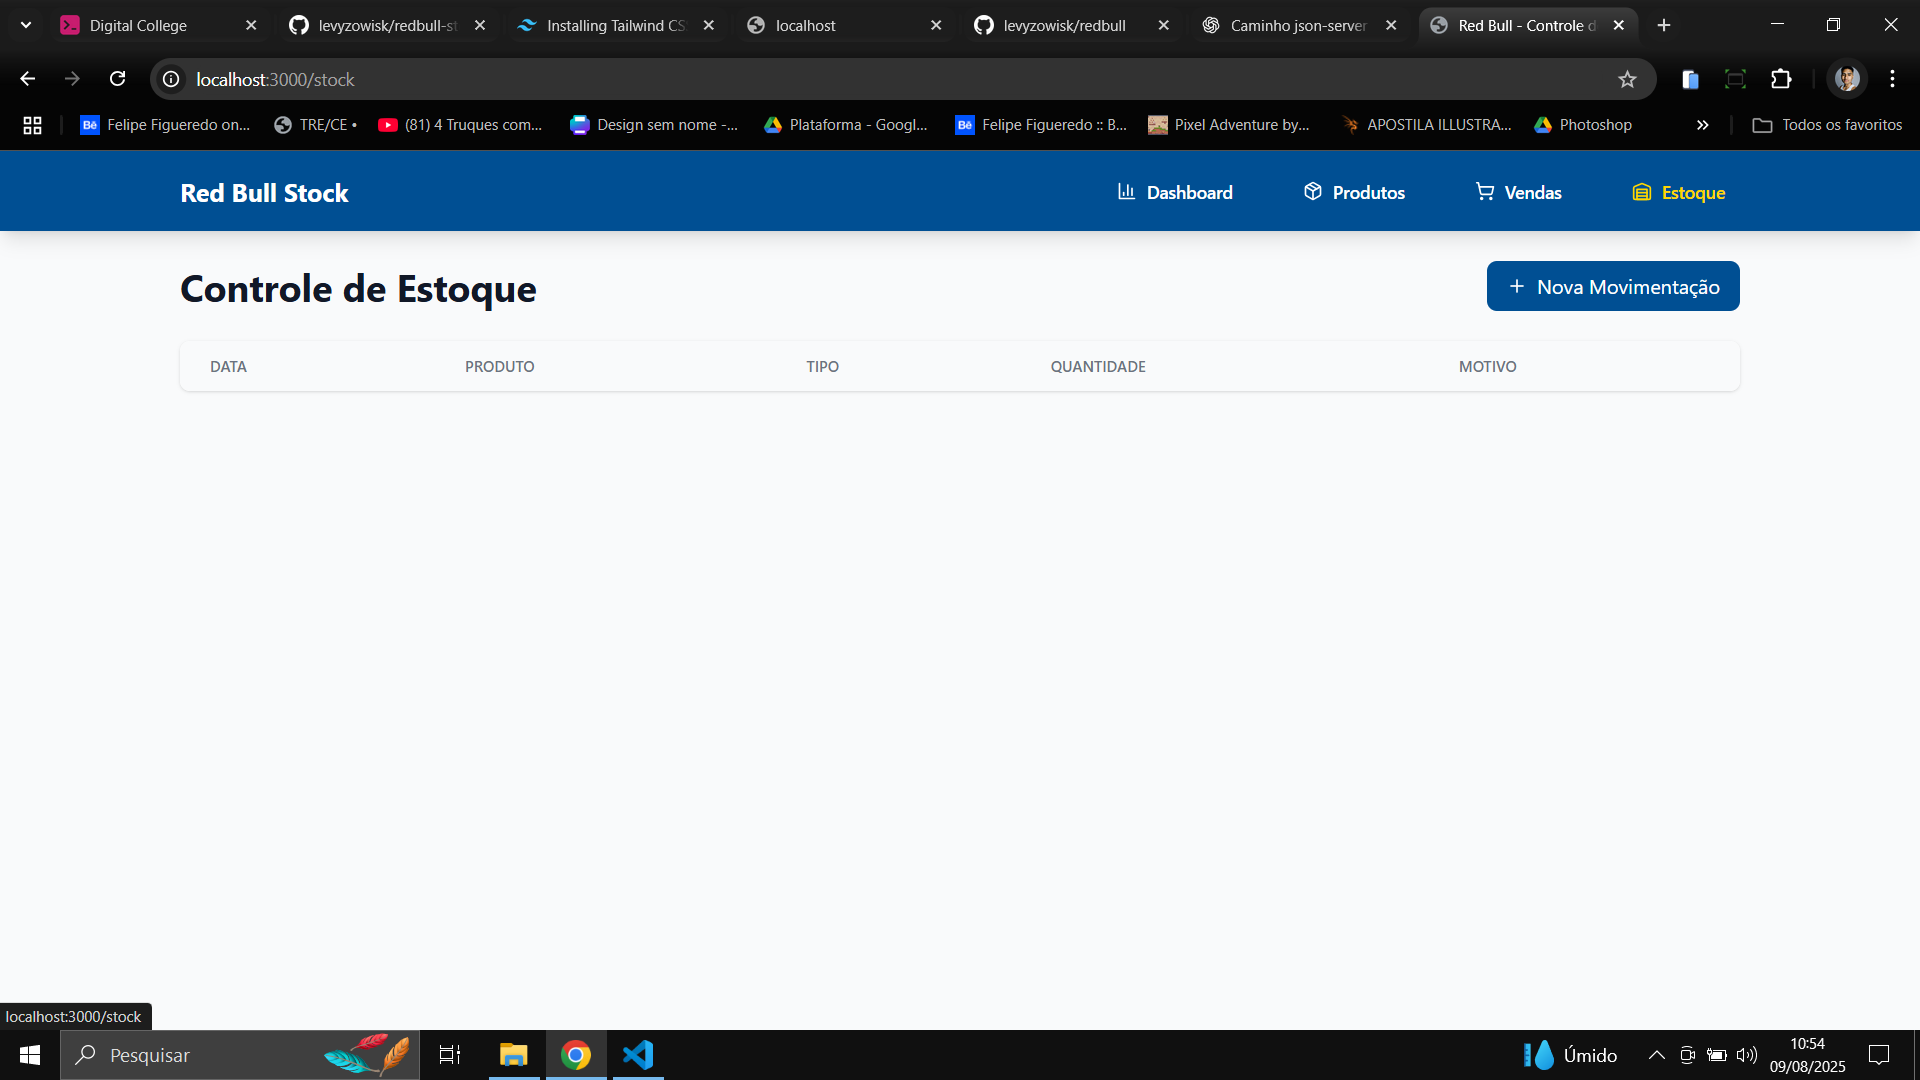 Digital College
levyzowisk/redbull-st
Installing Tailwind CS
localhost
levyzowisk/redbull
Caminho json-server
Red Bull - Controle d
localhost:3000/stock
Felipe Figueredo on...
TRE/CE •
(81) 4 Truques com...
Design sem nome -...
Plataforma - Googl...
Felipe Figueredo :: B...
Pixel Adventure by...
APOSTILA ILLUSTRA...
Photoshop
Todos os favoritos
Red Bull Stock
Dashboard
Produtos
Vendas
Estoque
Controle de Estoque
Nova Movimentação
DATA PRODUTO TIPO QUANTIDADE MOTIVO
localhost:3000/stock
Pesquisar
Úmido
10:54
09/08/2025